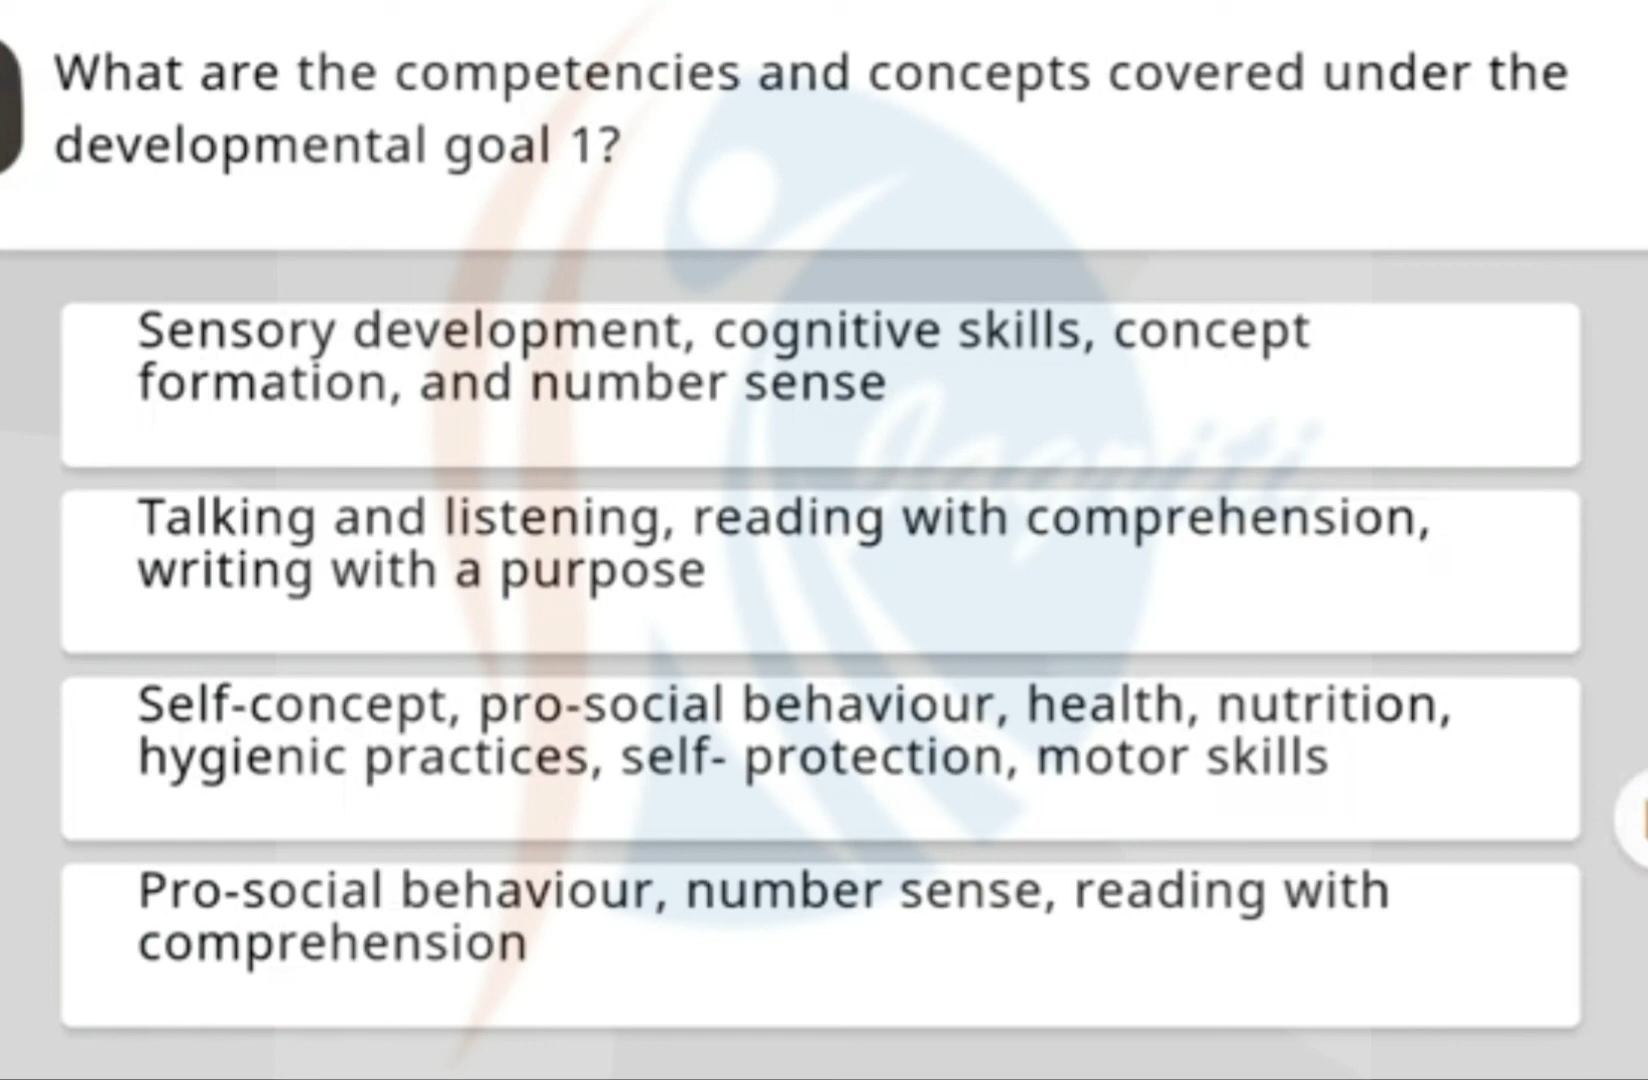 What are the competencies and concepts covered under the
developmental goal 1?
Sensory development, cognitive skills, concept
formation, and number sense
Jagriti
Talking and listening, reading with comprehension,
writing with a purpose
Self-concept, pro-social behaviour, health, nutrition,
hygienic practices, self- protection, motor skills
Pro-social behaviour, number sense, reading with
comprehension